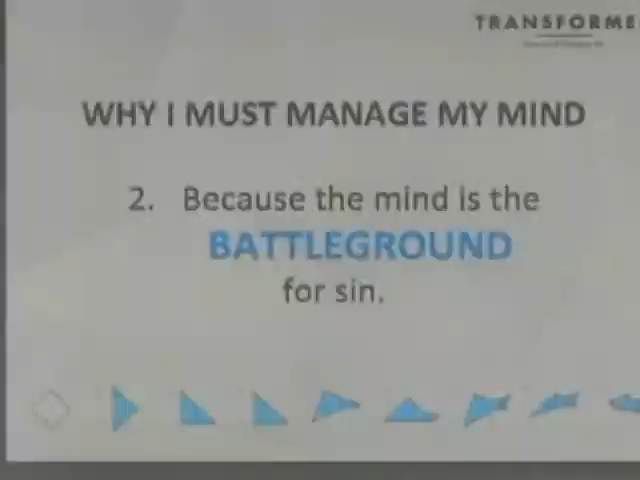 TRANSFORME
WHY I MUST MANAGE MY MIND
2. Because the mind is the
BATTLEGROUND
for sin.